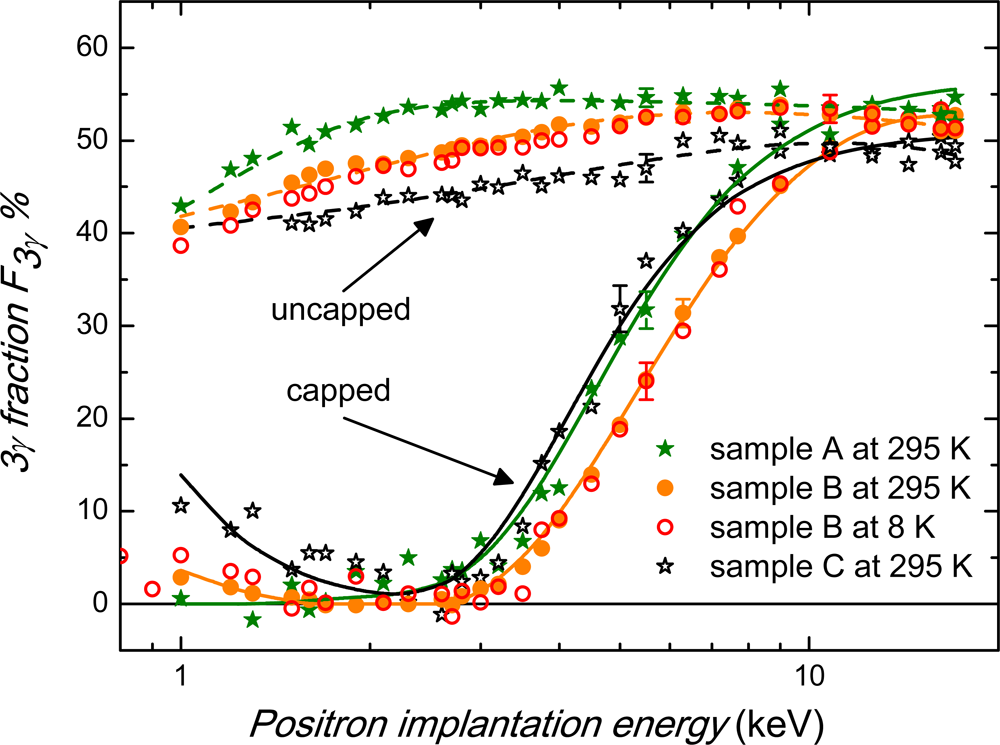 3γ fraction F3γ %
60
50
40
30
20
10
0
uncapped
capped
sample A at 295 K
sample B at 295 K
sample B at 8 K
sample C at 295 K
1
10
Positron implantation energy (keV)